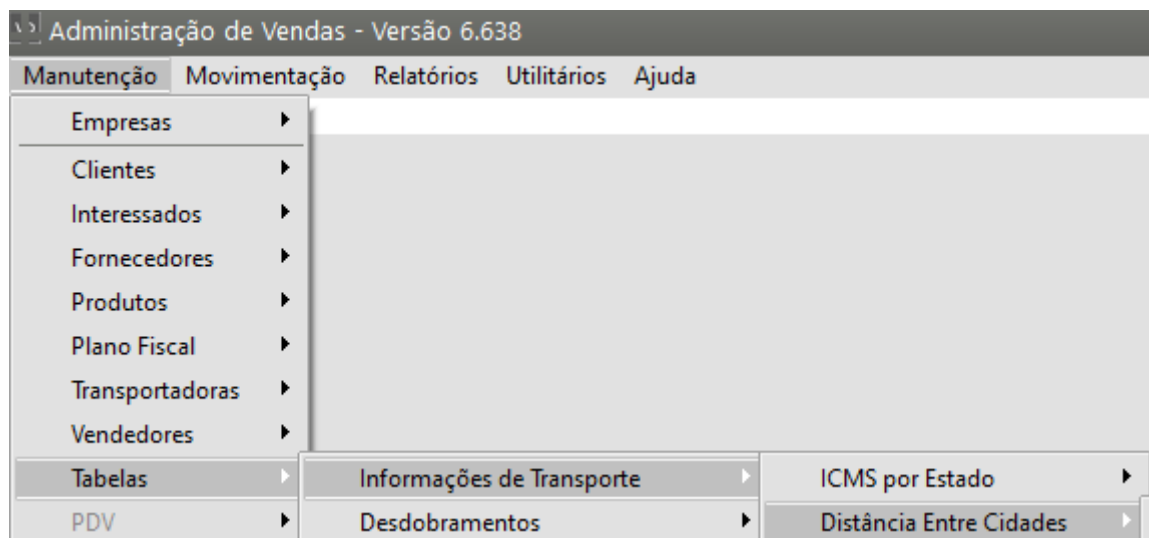 Administração de Vendas - Versão 6.638
Manutenção Movimentação Relatórios Utilitários Ajuda
Empresas
Clientes
Interessados
Fornecedores
Produtos
Plano Fiscal
Transportadoras
Vendedores
Tabelas Informações de Transporte ICMS por Estado
PDV Desdobramentos Distância Entre Cidades